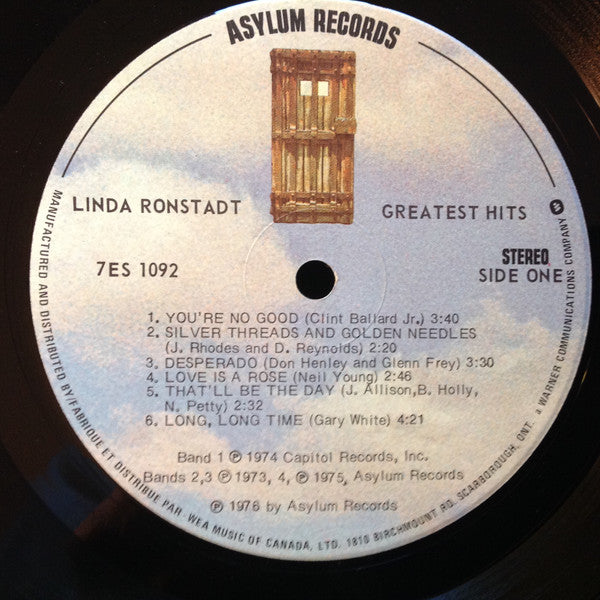 ASYLUM RECORDS
LINDA RONSTADT
GREATEST HITS
7ES 1092
STEREO
SIDE ONE
1. YOU'RE NO GOOD (Clint Ballard Jr.) 3:40
2. SILVER THREADS AND GOLDEN NEEDLES
(J. Rhodes and D. Reynolds) 2:20
3. DESPERADO (Don Henley and Glenn Frey) 3:30
4. LOVE IS A ROSE (Neil Young) 2:46
5. THAT'LL BE THE DAY (J. Allison,B. Holly,
N. Petty) 2:32
6. LONG, LONG TIME (Gary White) 4:21
Band 1 ℗ 1974 Capitol Records, Inc.
Bands 2,3 ℗ 1973, 4, ℗ 1975, Asylum Records
℗ 1976 by Asylum Records
MANUFACTURED AND DISTRIBUTED BY/FABRIQUE ET DISTRIBUE PAR. WEA MUSIC OF CANADA, LTD. 1810 BIRCHMOUNT RD. SCARBOROUGH, ONT. a WARNER COMMUNICATIONS COMPANY